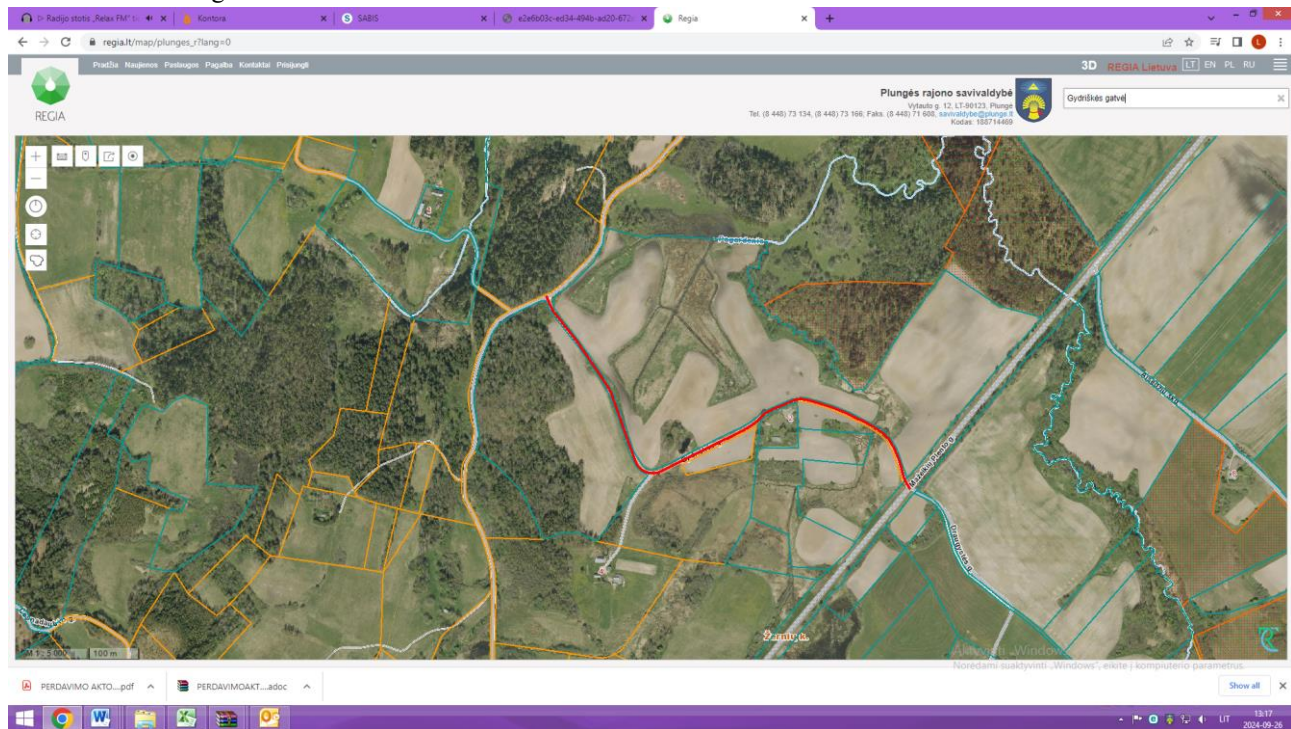 Radijo stotis „Relax FM“ t
Kontora
SABIS
e2e6b03c-ed34-494b-ad20-672
Regia
regia.lt/map/plunges_r?lang=0
Pradžia Naujienos Paslaugos Pagalba Kontaktai Prisijungti
3D REGIA Lietuva LT EN PL RU
REGIA
Plungės rajono savivaldybė
Vytauto g. 12, LT-90123, Plungė
Tel. (8 448) 73 134, (8 448) 73 166; Faks. (8 448) 71 608, savivaldybe@plunge.lt
Kodas: 188714469
Gydriškės gatvė
Mažeikių Plento g.
Draugystės g.
Žarnių k.
M 1 : 5 000
100 m
Aktyvinti „Windows“
Norėdami suaktyvinti „Windows“, eikite į kompiuterio parametrus.
PERDAVIMO AKTO....pdf
PERDAVIMOAKT....adoc
Show all
LIT
13:17
2024-09-26